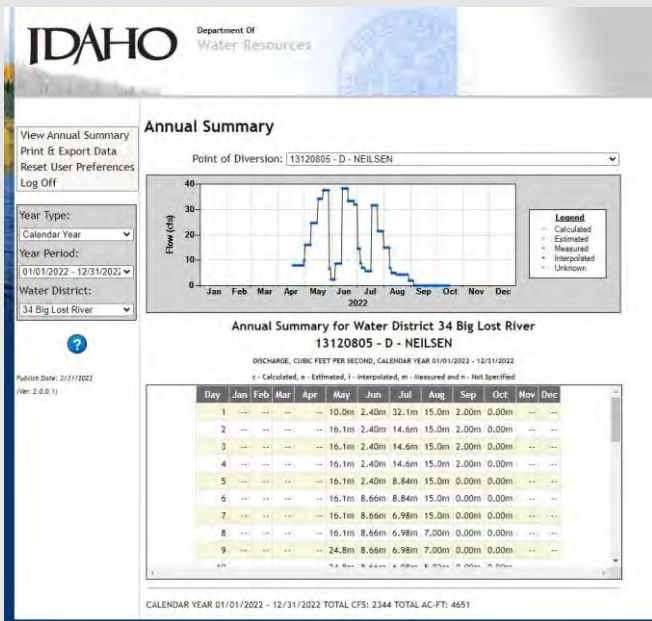 IDAHO
Department Of
Water Resources
View Annual Summary
Print & Export Data
Reset User Preferences
Log Off
Year Type:
Calendar Year
Year Period:
01/01/2022 - 12/31/2022
Water District:
34 Big Lost River
?
Publish Date: 3/31/2022
(Ver. 2.0.0.1)
Annual Summary
Point of Diversion: 13120805 - D - NEILSEN
Flow (cfs)
40
30
20
10
0
Jan Feb Mar Apr May Jun Jul Aug Sep Oct Nov Dec
2022
Legend
Calculated
Estimated
Measured
Interpolated
Unknown
Annual Summary for Water District 34 Big Lost River
13120805 - D - NEILSEN
DISCHARGE, CUBIC FEET PER SECOND, CALENDAR YEAR 01/01/2022 - 12/31/2022
c - Calculated, e - Estimated, i - Interpolated, m - Measured and n - Not Specified
Day Jan Feb Mar Apr May Jun Jul Aug Sep Oct Nov Dec
1 -- -- -- -- 10.0m 2.40m 32.1m 15.0m 2.00m 0.00m -- --
2 -- -- -- -- 16.1m 2.40m 14.6m 15.0m 2.00m 0.00m -- --
3 -- -- -- -- 16.1m 2.40m 14.6m 15.0m 2.00m 0.00m -- --
4 -- -- -- -- 16.1m 2.40m 14.6m 15.0m 2.00m 0.00m -- --
5 -- -- -- -- 16.1m 2.40m 8.84m 15.0m 2.00m 0.00m -- --
6 -- -- -- -- 16.1m 8.66m 8.84m 15.0m 0.00m 0.00m -- --
7 -- -- -- -- 16.1m 8.66m 6.98m 15.0m 0.00m 0.00m -- --
8 -- -- -- -- 16.1m 8.66m 6.98m 7.00m 0.00m 0.00m -- --
9 -- -- -- -- 24.8m 8.66m 6.98m 7.00m 0.00m 0.00m -- --
CALENDAR YEAR 01/01/2022 - 12/31/2022 TOTAL CFS: 2344 TOTAL AC-FT: 4651